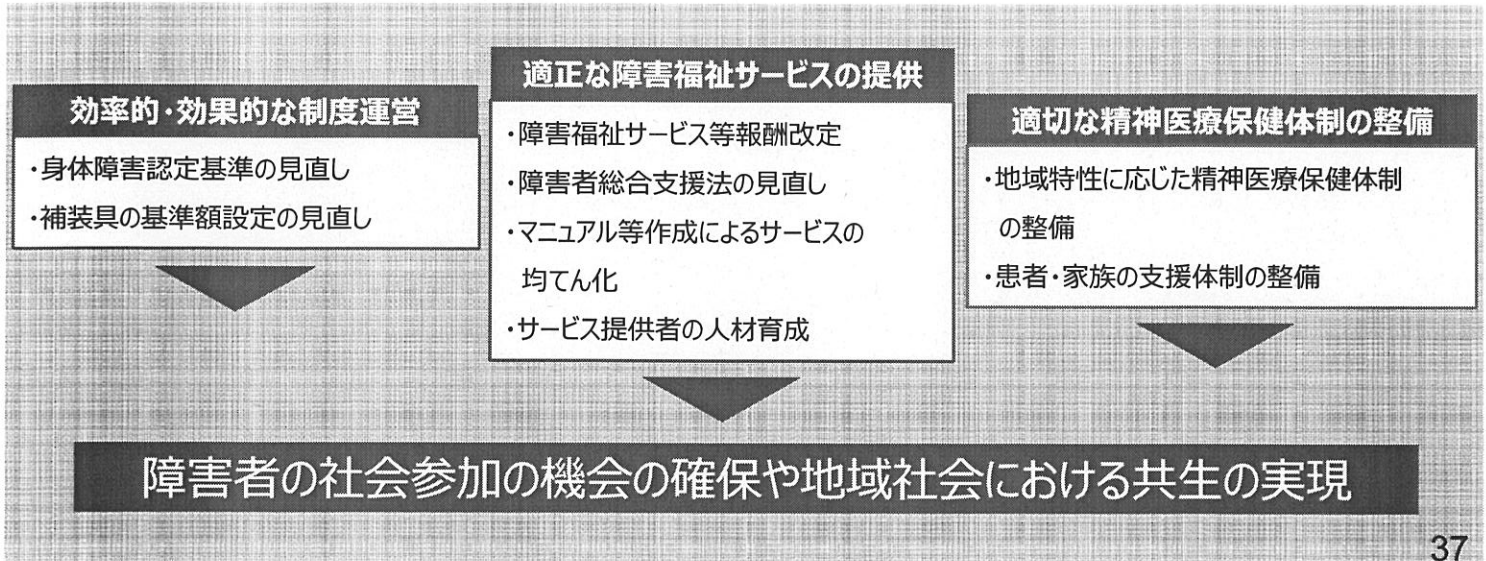 効率的・効果的な制度運営
・身体障害認定基準の見直し
・補装具の基準額設定の見直し
適正な障害福祉サービスの提供
・障害福祉サービス等報酬改定
・障害者総合支援法の見直し
・マニュアル等作成によるサービスの
均てん化
・サービス提供者の人材育成
適切な精神医療保健体制の整備
・地域特性に応じた精神医療保健体制
の整備
・患者・家族の支援体制の整備
障害者の社会参加の機会の確保や地域社会における共生の実現
37